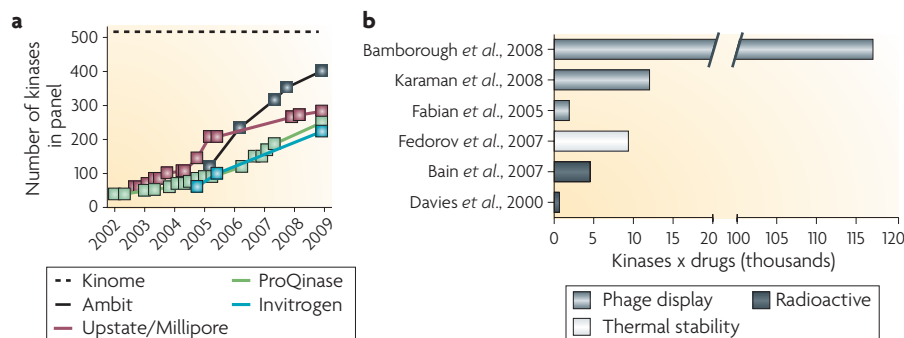 a
Number of kinases
in panel
500
400
300
200
100
0
2002
2003
2004
2005
2006
2007
2008
2009
Kinome
Ambit
Upstate/Millipore
ProQinase
Invitrogen
b
Bamborough et al., 2008
Karaman et al., 2008
Fabian et al., 2005
Fedorov et al., 2007
Bain et al., 2007
Davies et al., 2000
0 5 10 15 20 100 105 110 115 120
Kinases x drugs (thousands)
Phage display
Thermal stability
Radioactive